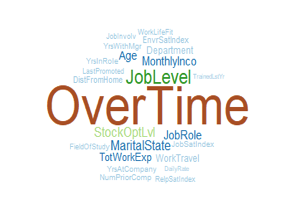 WorkLifeFit
JobInvolv EnvrSatIndex
YrsWithMgr Department
YrsInRole Age MonthlyInco
LastPromoted JobLevel TrainedLstYr
DistFromHome
OverTime
StockOptLvl JobRole
FieldOfStudy MaritalState JobSatIndex
TotWorkExp WorkTravel
YrsAtCompany DailyRate
NumPriorComp RelpSatIndex